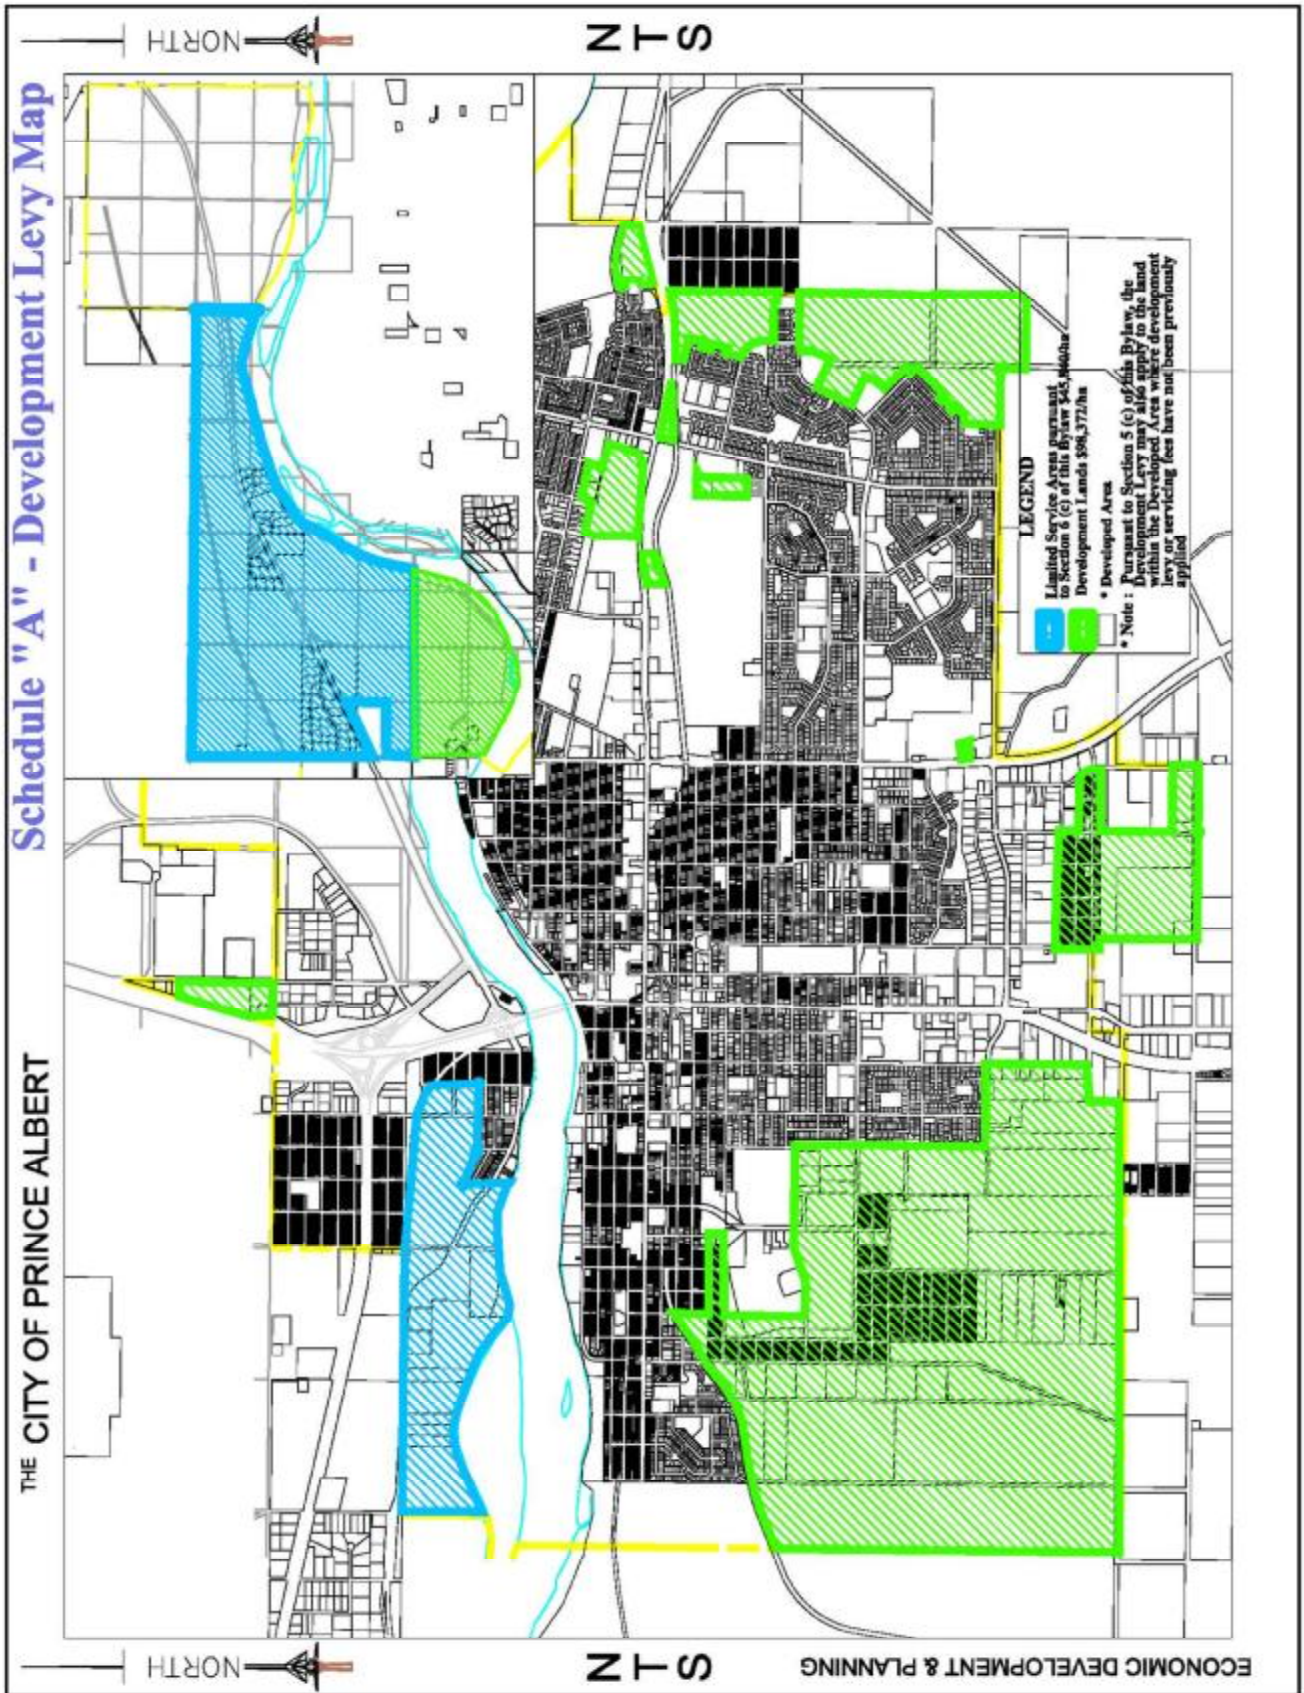 Schedule "A" - Development Levy Map
THE CITY OF PRINCE ALBERT
NORTH
NTS
NORTH
NTS
LEGEND
Limited Service Areas pursuant
to Section 6 (c) of this Bylaw
Development Lands $98,372/ha
* Developed Area
* Note : Pursuant to Section 5 (c) of this Bylaw, the
Development Levy may also apply to the land
within the Developed Area where development
levy or servicing fees have not been previously
applied
ECONOMIC DEVELOPMENT & PLANNING